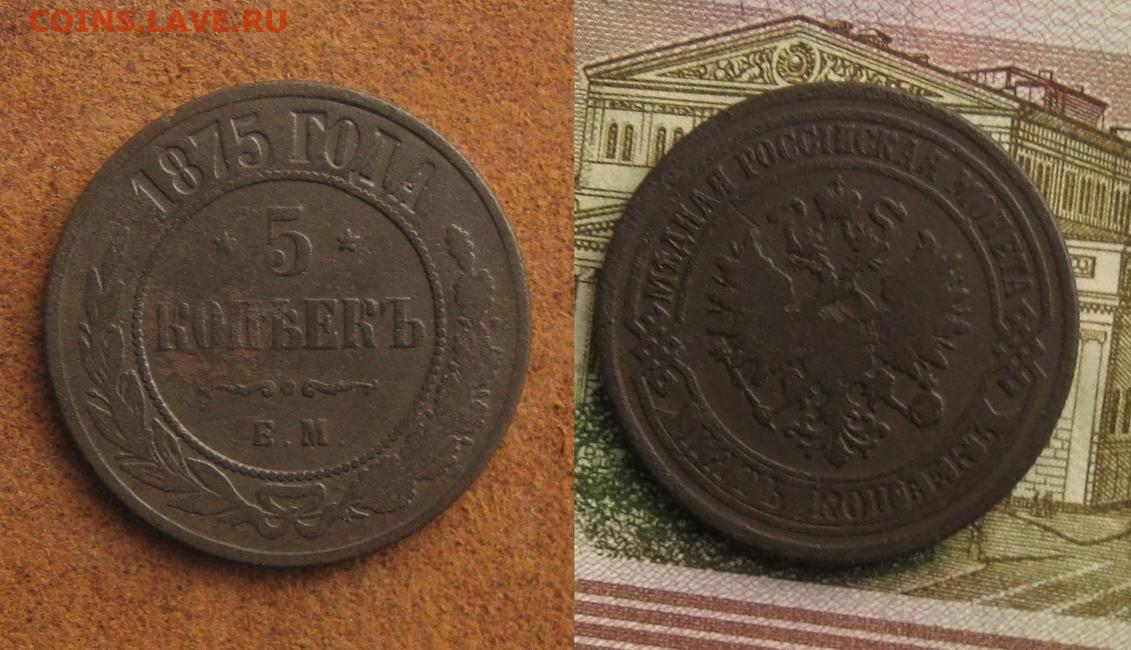 COINS.LAVE.RU
1875 ГОДА
5
КОПѢЕКЪ
Е.М.
МѢДНАЯ РОССІЙСКАЯ МОНЕТА
ПЯТЬ КОПѢЕКЪ